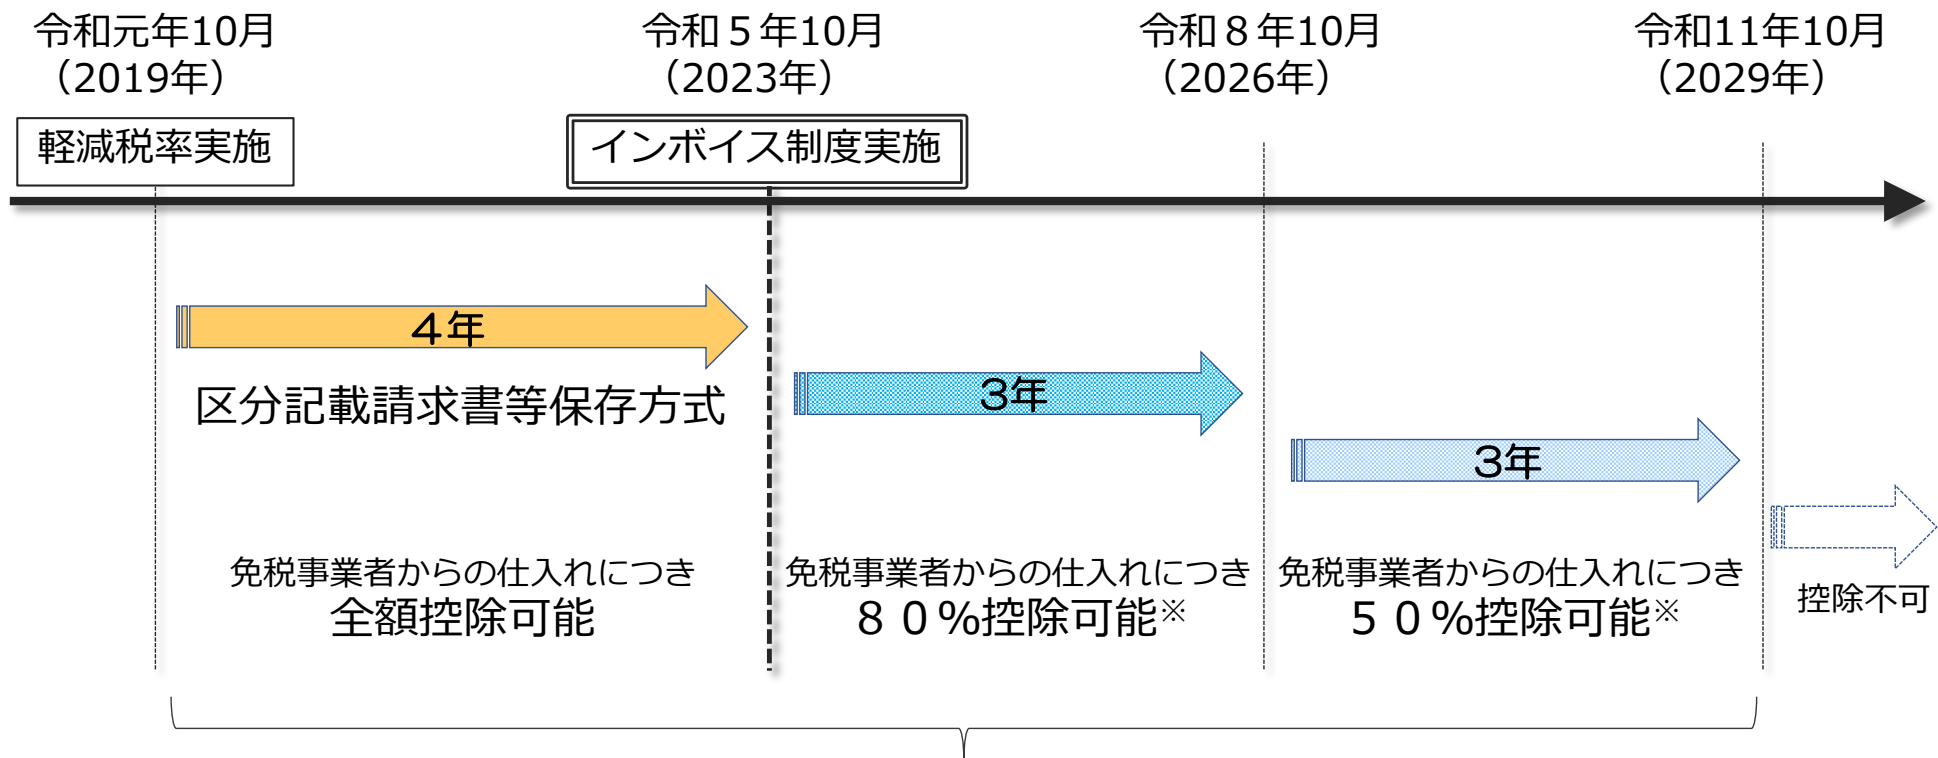 令和元年10月
（2019年）
令和５年10月
（2023年）
令和８年10月
（2026年）
令和11年10月
（2029年）
軽減税率実施
インボイス制度実施
４年
区分記載請求書等保存方式
３年
３年
免税事業者からの仕入れにつき
全額控除可能
免税事業者からの仕入れにつき
８０%控除可能※
免税事業者からの仕入れにつき
５０%控除可能※
控除不可